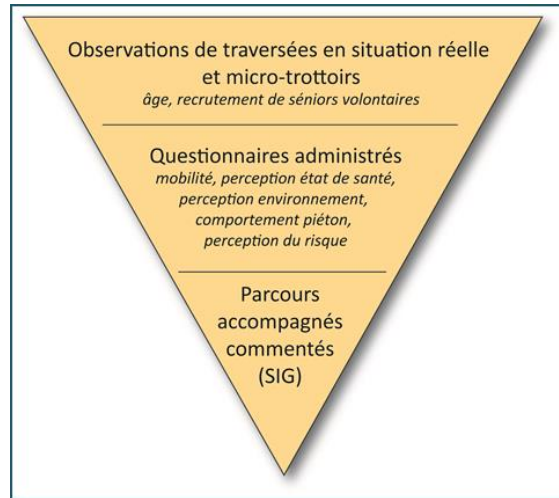 Observations de traversées en situation réelle
et micro-trottoirs
âge, recrutement de séniors volontaires
Questionnaires administrés
mobilité, perception état de santé,
perception environnement,
comportement piéton,
perception du risque
Parcours
accompagnés
commentés
(SIG)